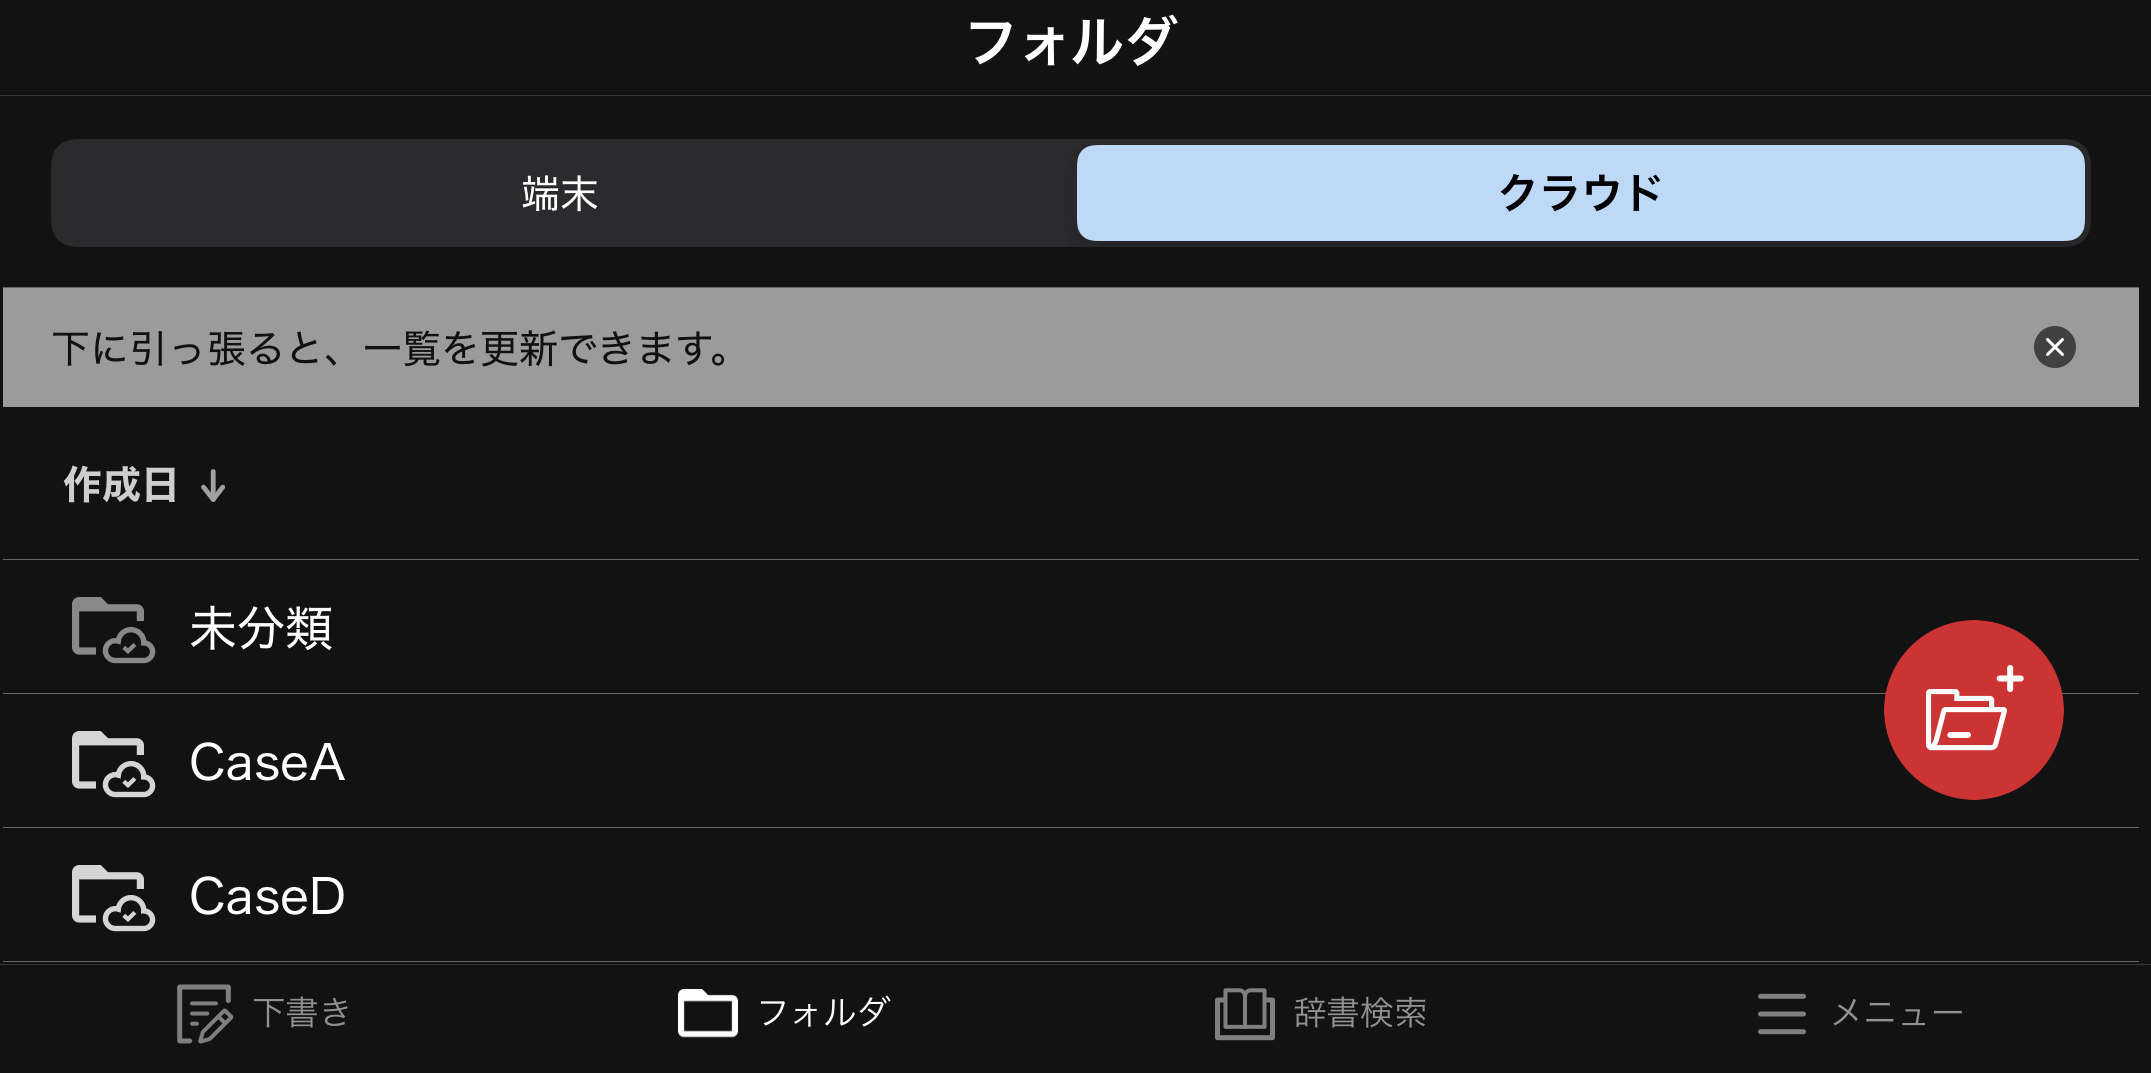 フォルダ
端末
クラウド
下に引っ張ると、一覧を更新できます。
作成日
未分類
CaseA
CaseD
下書き
フォルダ
辞書検索
メニュー